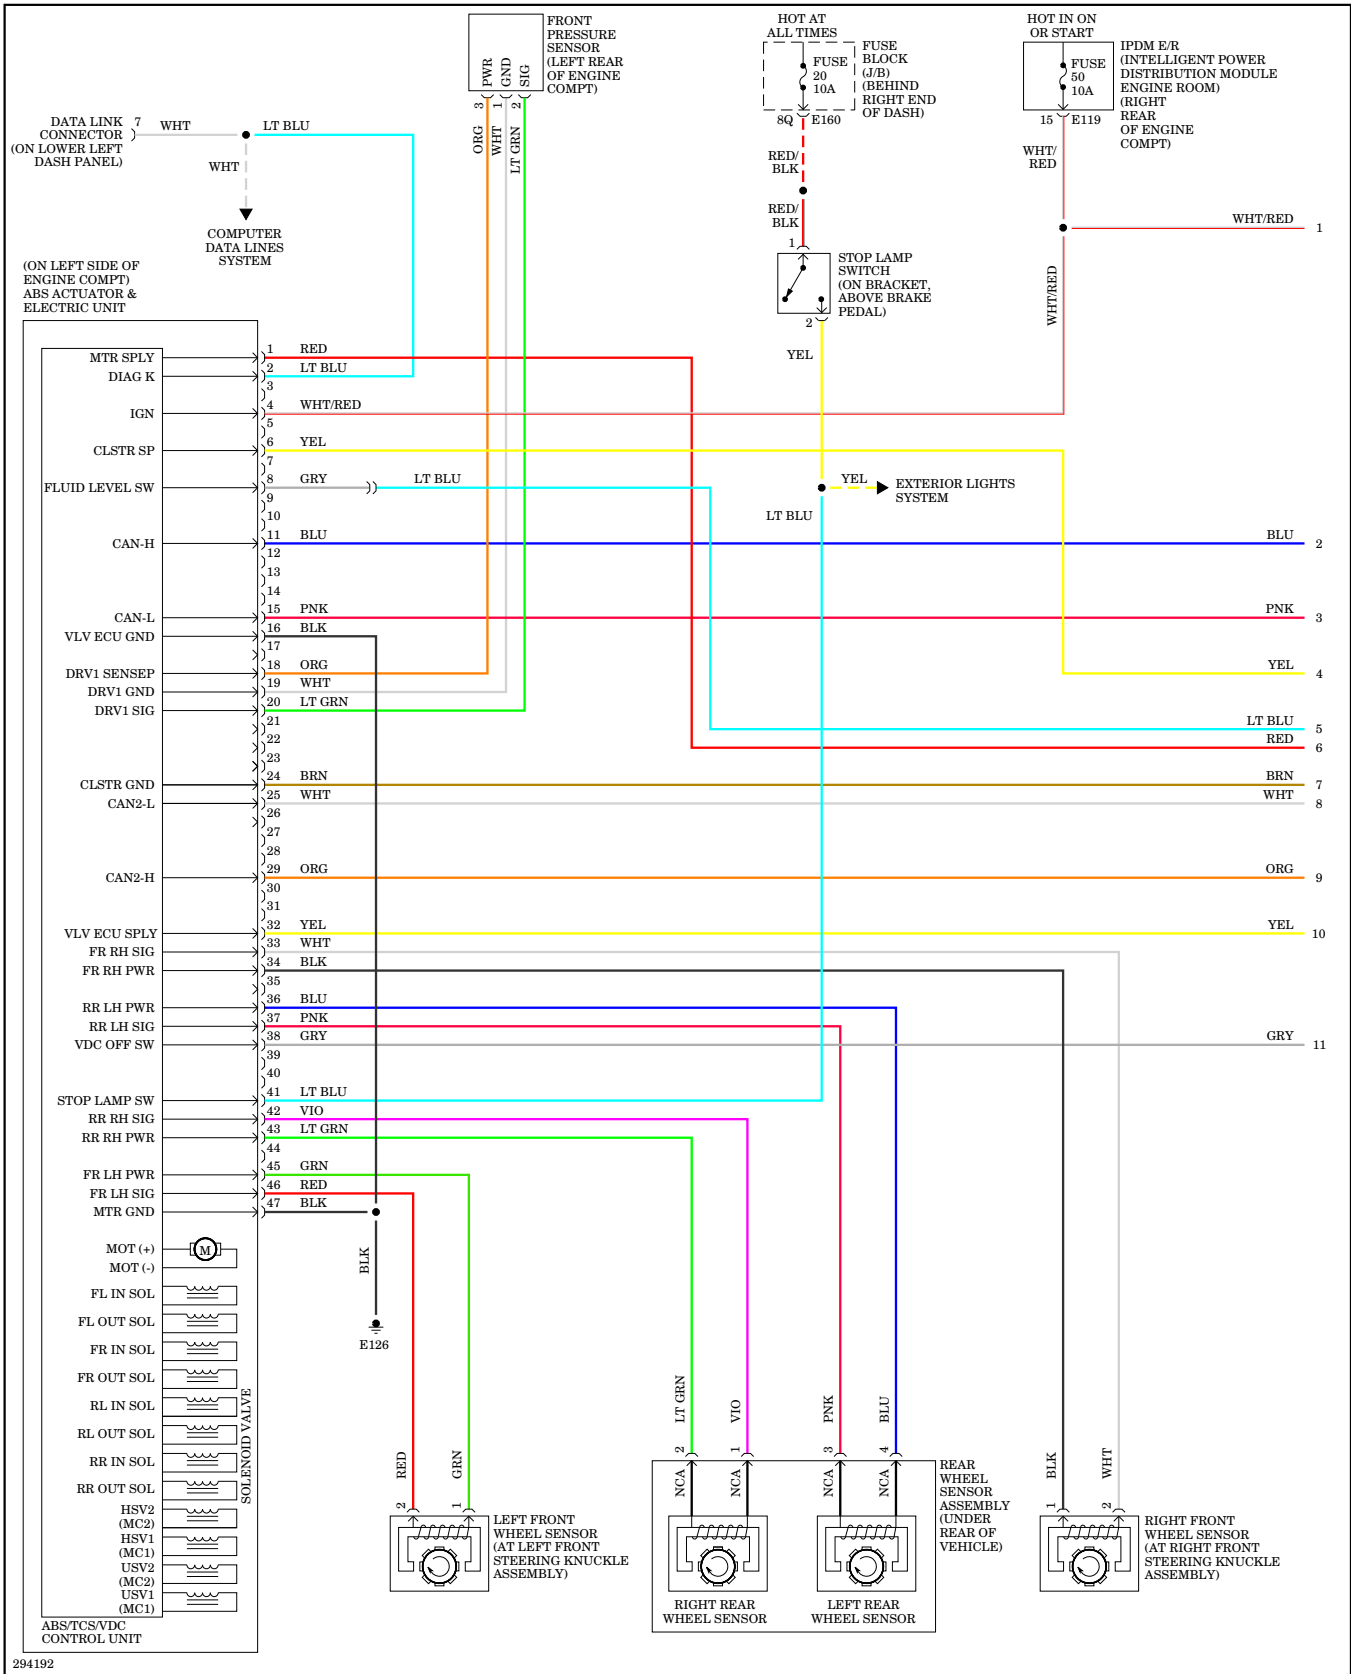 FRONT
PRESSURE
SENSOR
(LEFT REAR
OF ENGINE
COMPT)
PWR
GND
SIG
3
1
2
ORG
WHT
LT GRN
HOT AT
ALL TIMES
FUSE
20
10A
FUSE
BLOCK
(J/B)
(BEHIND
RIGHT END
OF DASH)
8Q
E160
RED/
BLK
RED/
BLK
1
STOP LAMP
SWITCH
(ON BRACKET,
ABOVE BRAKE
PEDAL)
2
YEL
YEL
EXTERIOR LIGHTS
SYSTEM
LT BLU
HOT IN ON
OR START
FUSE
50
10A
IPDM E/R
(INTELLIGENT POWER
DISTRIBUTION MODULE
ENGINE ROOM)
(RIGHT
REAR
OF ENGINE
COMPT)
15
E119
WHT/
RED
WHT/RED
1
WHT/RED
DATA LINK
CONNECTOR
(ON LOWER LEFT
DASH PANEL)
7
WHT
LT BLU
WHT
COMPUTER
DATA LINES
SYSTEM
(ON LEFT SIDE OF
ENGINE COMPT)
ABS ACTUATOR &
ELECTRIC UNIT
MTR SPLY 1 RED
DIAG K 2 LT BLU
3
IGN 4 WHT/RED
5
CLSTR SP 6 YEL
7
FLUID LEVEL SW 8 GRY LT BLU
9
10
CAN-H 11 BLU BLU 2
12
13
14
CAN-L 15 PNK PNK 3
VLV ECU GND 16 BLK
17
DRV1 SENSEP 18 ORG YEL 4
DRV1 GND 19 WHT
DRV1 SIG 20 LT GRN
21 LT BLU 5
22 RED 6
23
CLSTR GND 24 BRN BRN 7
CAN2-L 25 WHT WHT 8
26
27
28
CAN2-H 29 ORG ORG 9
30
31
VLV ECU SPLY 32 YEL YEL 10
FR RH SIG 33 WHT
FR RH PWR 34 BLK
35
RR LH PWR 36 BLU
RR LH SIG 37 PNK
VDC OFF SW 38 GRY GRY 11
39
40
STOP LAMP SW 41 LT BLU
RR RH SIG 42 VIO
RR RH PWR 43 LT GRN
44
FR LH PWR 45 GRN
FR LH SIG 46 RED
MTR GND 47 BLK
MOT (+) M
MOT (-)
BLK
E126
FL IN SOL
FL OUT SOL
FR IN SOL
FR OUT SOL
RL IN SOL
RL OUT SOL
RR IN SOL
RR OUT SOL
HSV2
(MC2)
HSV1
(MC1)
USV2
(MC2)
USV1
(MC1)
SOLENOID VALVE
ABS/TCS/VDC
CONTROL UNIT
RED
GRN
2
1
LEFT FRONT
WHEEL SENSOR
(AT LEFT FRONT
STEERING KNUCKLE
ASSEMBLY)
LT GRN
VIO
PNK
BLU
2
1
3
4
NCA
NCA
NCA
NCA
REAR
WHEEL
SENSOR
ASSEMBLY
(UNDER
REAR OF
VEHICLE)
RIGHT REAR
WHEEL SENSOR
LEFT REAR
WHEEL SENSOR
BLK
WHT
1
2
RIGHT FRONT
WHEEL SENSOR
(AT RIGHT FRONT
STEERING KNUCKLE
ASSEMBLY)
294192